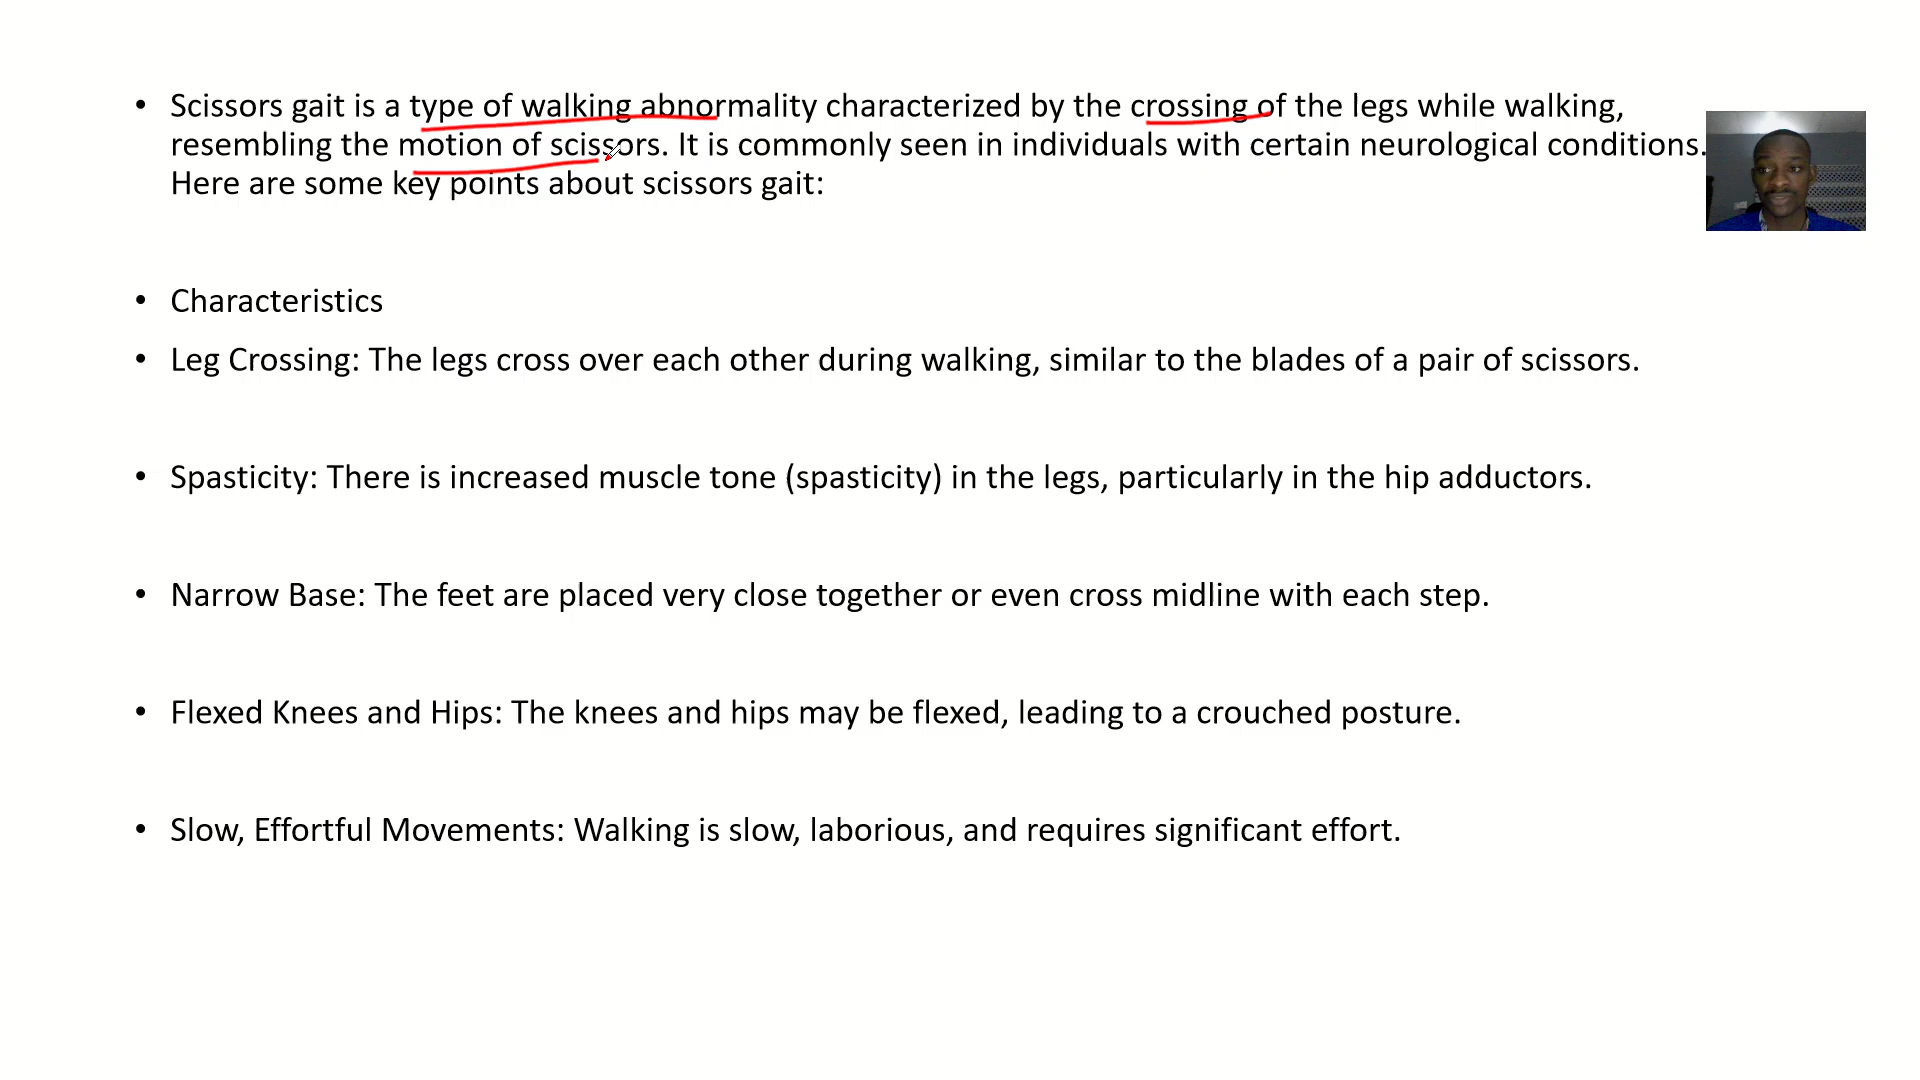 • Scissors gait is a type of walking abnormality characterized by the crossing of the legs while walking,
resembling the motion of scissors. It is commonly seen in individuals with certain neurological conditions.
Here are some key points about scissors gait:
• Characteristics
• Leg Crossing: The legs cross over each other during walking, similar to the blades of a pair of scissors.
• Spasticity: There is increased muscle tone (spasticity) in the legs, particularly in the hip adductors.
• Narrow Base: The feet are placed very close together or even cross midline with each step.
• Flexed Knees and Hips: The knees and hips may be flexed, leading to a crouched posture.
• Slow, Effortful Movements: Walking is slow, laborious, and requires significant effort.